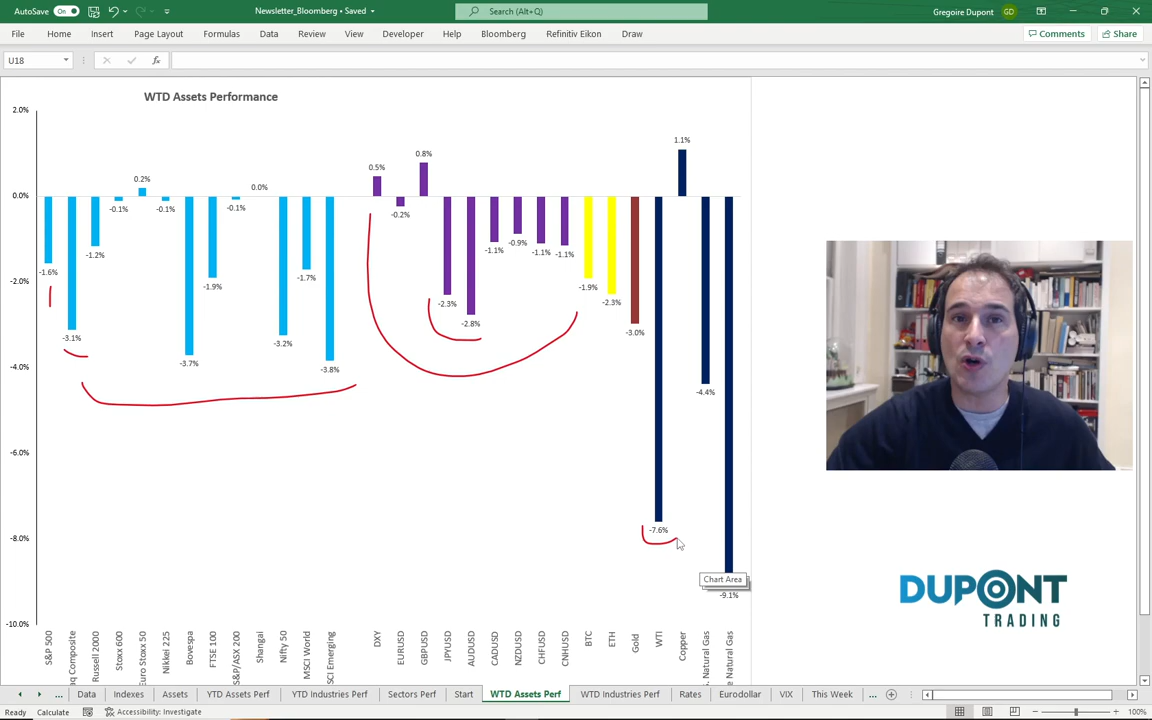 AutoSave On Newsletter_Bloomberg • Saved Search (Alt+Q) Gregoire Dupont GD
File Home Insert Page Layout Formulas Data Review View Developer Help Bloomberg Refinitiv Eikon Draw Comments Share
U18 fx
WTD Assets Performance
2.0%
1.1%
0.8%
0.5%
0.2%
0.0%
0.0%
-0.1%
-0.1%
-0.1%
-0.2%
-1.1%
-0.9%
-1.1%
-1.1%
-1.2%
-1.6%
-1.7%
-1.9%
-1.9%
-2.0%
-2.3%
-2.3%
-2.8%
-3.0%
-3.1%
-3.2%
-3.7%
-3.8%
-4.0%
-4.4%
-6.0%
-7.6%
-8.0%
Chart Area
-9.1%
-10.0%
S&P 500
aq Composite
Russell 2000
Stoxx 600
Euro Stoxx 50
Nikkei 225
Bovespa
FTSE 100
S&P/ASX 200
Shangai
Nifty 50
MSCI World
SCI Emerging
DXY
EURUSD
GBPUSD
JPYUSD
AUDUSD
CADUSD
NZDUSD
CHFUSD
CNHUSD
BTC
ETH
Gold
WTI
Copper
. Natural Gas
e Natural Gas
DUPONT
TRADING
... Data Indexes Assets YTD Assets Perf YTD Industries Perf Sectors Perf Start WTD Assets Perf WTD Industries Perf Rates Eurodollar VIX This Week ...
Ready Calculate Accessibility: Investigate 100%